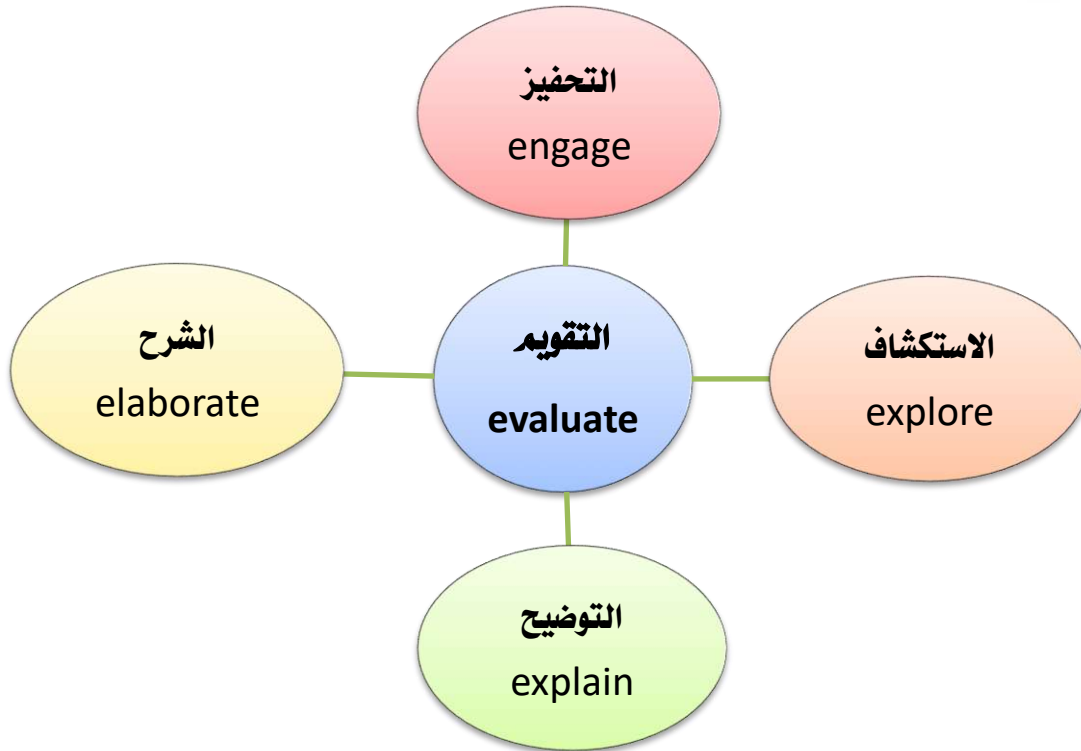 التحفيز
engage
الشرح
elaborate
التقويم
evaluate
الاستكشاف
explore
التوضيح
explain